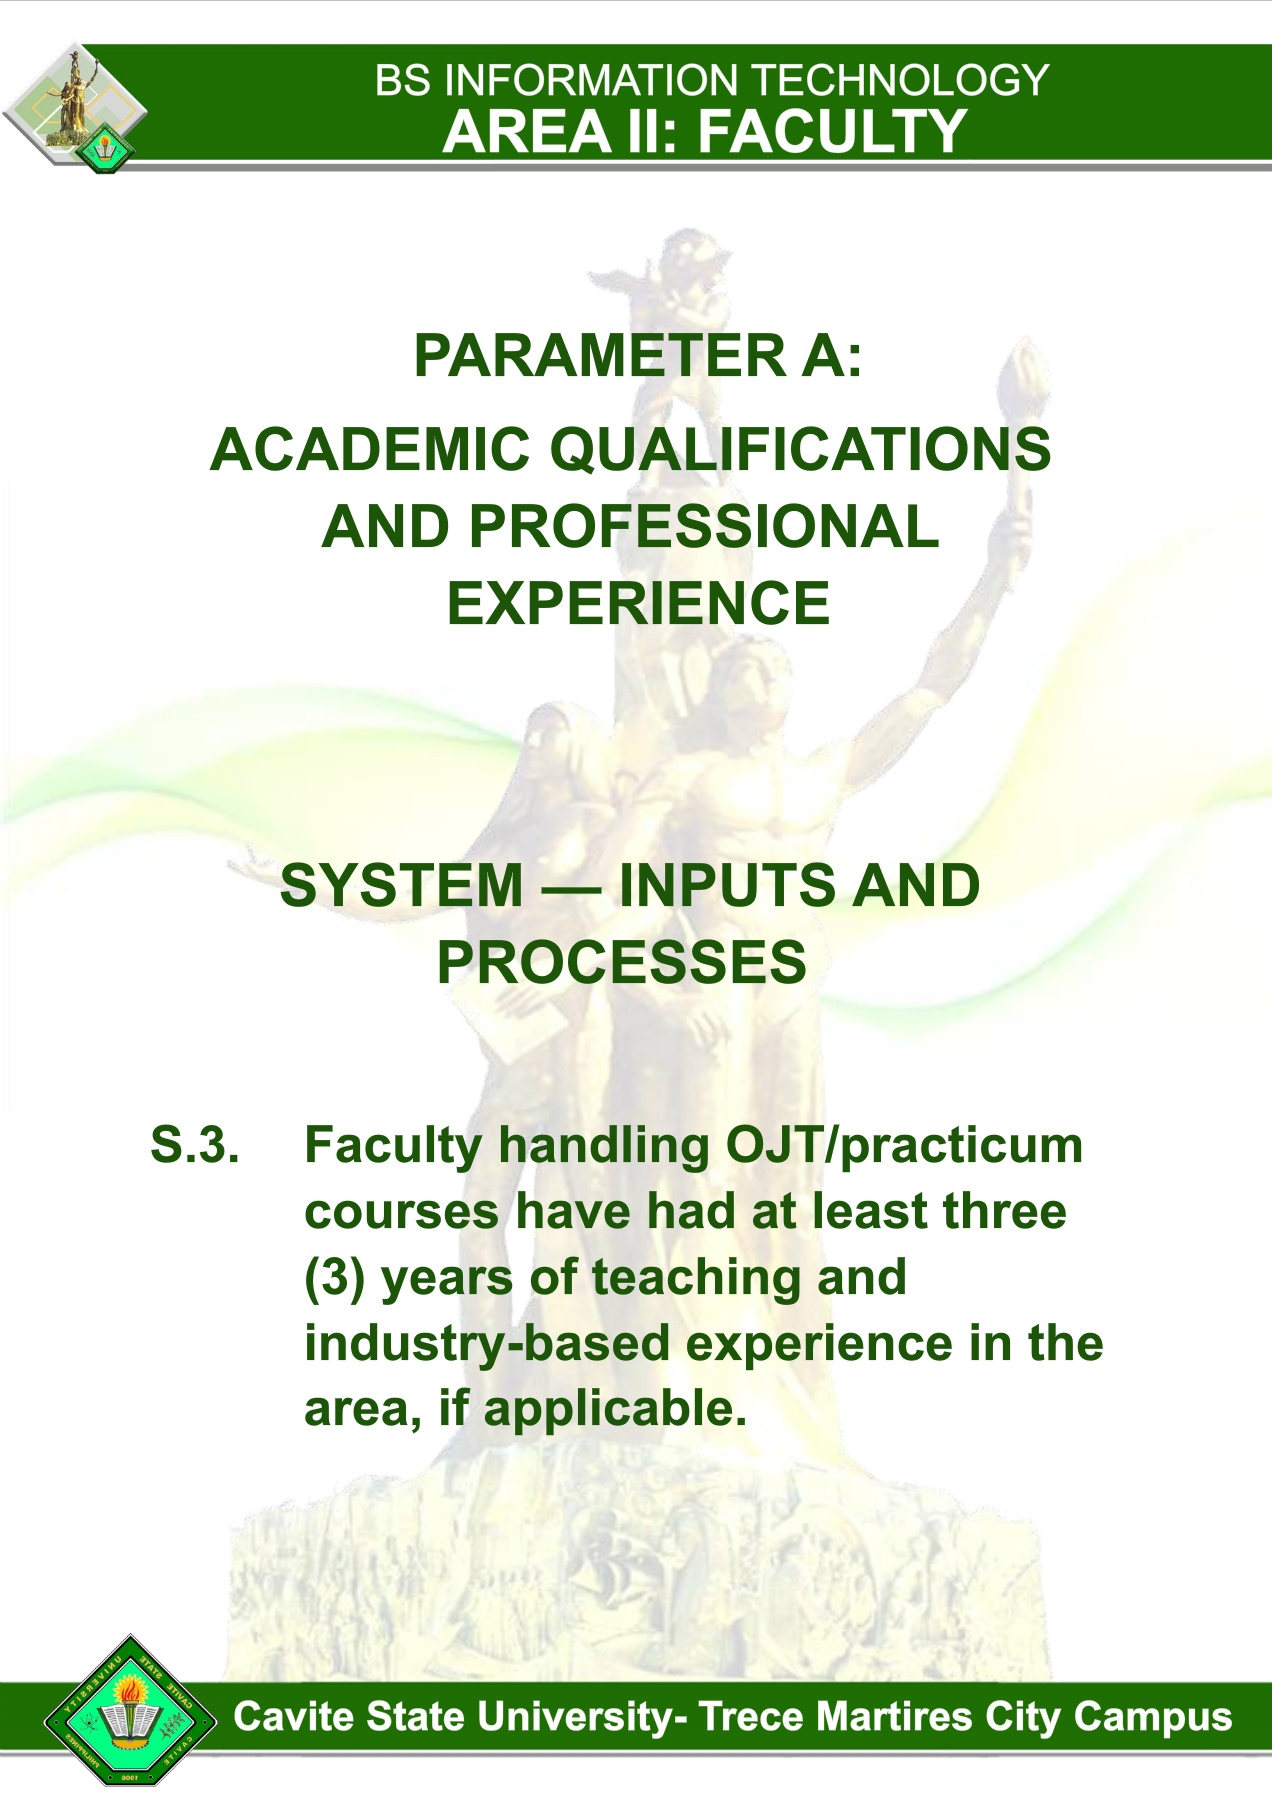 BS INFORMATION TECHNOLOGY
AREA II: FACULTY
PARAMETER A:
ACADEMIC QUALIFICATIONS
AND PROFESSIONAL
EXPERIENCE
SYSTEM — INPUTS AND
PROCESSES
S.3. Faculty handling OJT/practicum
courses have had at least three
(3) years of teaching and
industry-based experience in the
area, if applicable.
CAVITE STATE UNIVERSITY
CAVITE PHILIPPINES
1906
Cavite State University- Trece Martires City Campus